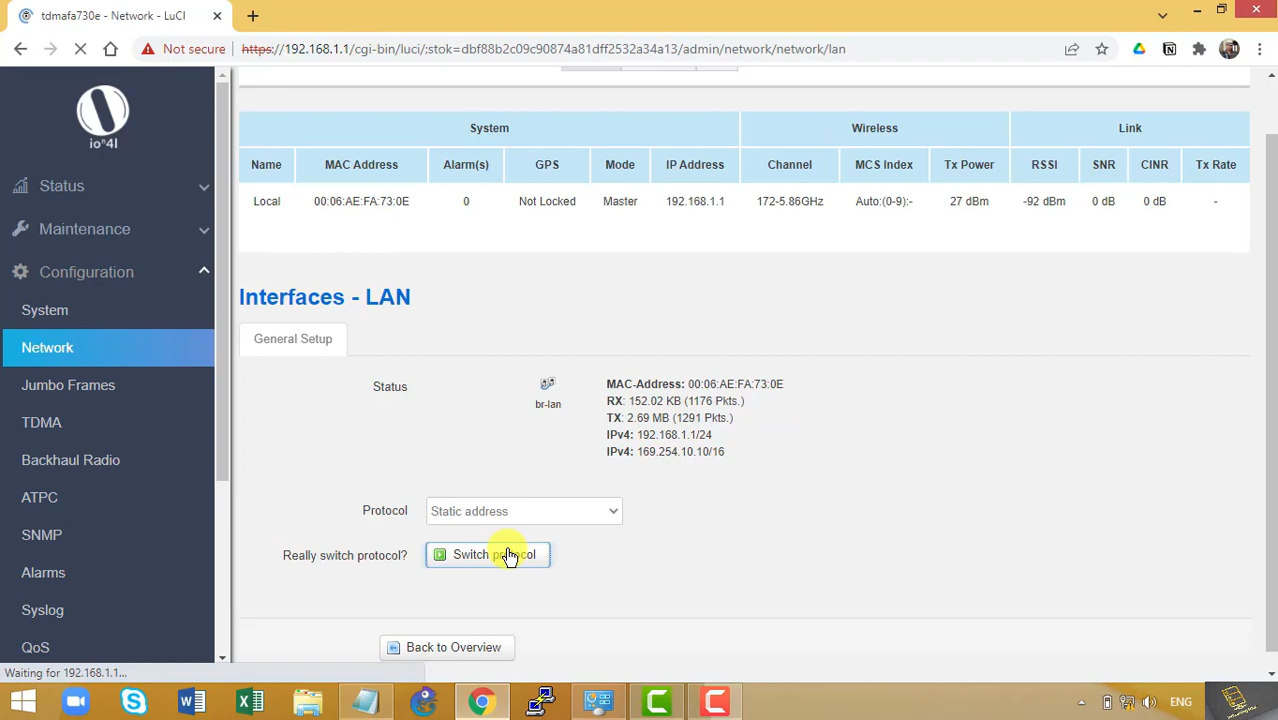 tdmafa730e - Network - LuCI
Not secure https://192.168.1.1/cgi-bin/luci/;stok=dbf88b2c09c90874a81dff2532a34a13/admin/network/network/lan
io n 4l
Status
Maintenance
Configuration
System
Network
Jumbo Frames
TDMA
Backhaul Radio
ATPC
SNMP
Alarms
Syslog
QoS
System Wireless Link
Name MAC Address Alarm(s) GPS Mode IP Address Channel MCS Index Tx Power RSSI SNR CINR Tx Rate
Local 00:06:AE:FA:73:0E 0 Not Locked Master 192.168.1.1 172-5.86GHz Auto:(0-9):- 27 dBm -92 dBm 0 dB 0 dB -
Interfaces - LAN
General Setup
Status
br-lan
MAC-Address: 00:06:AE:FA:73:0E
RX: 152.02 KB (1176 Pkts.)
TX: 2.69 MB (1291 Pkts.)
IPv4: 192.168.1.1/24
IPv4: 169.254.10.10/16
Protocol Static address
Really switch protocol? Switch protocol
Back to Overview
Waiting for 192.168.1.1...
ENG